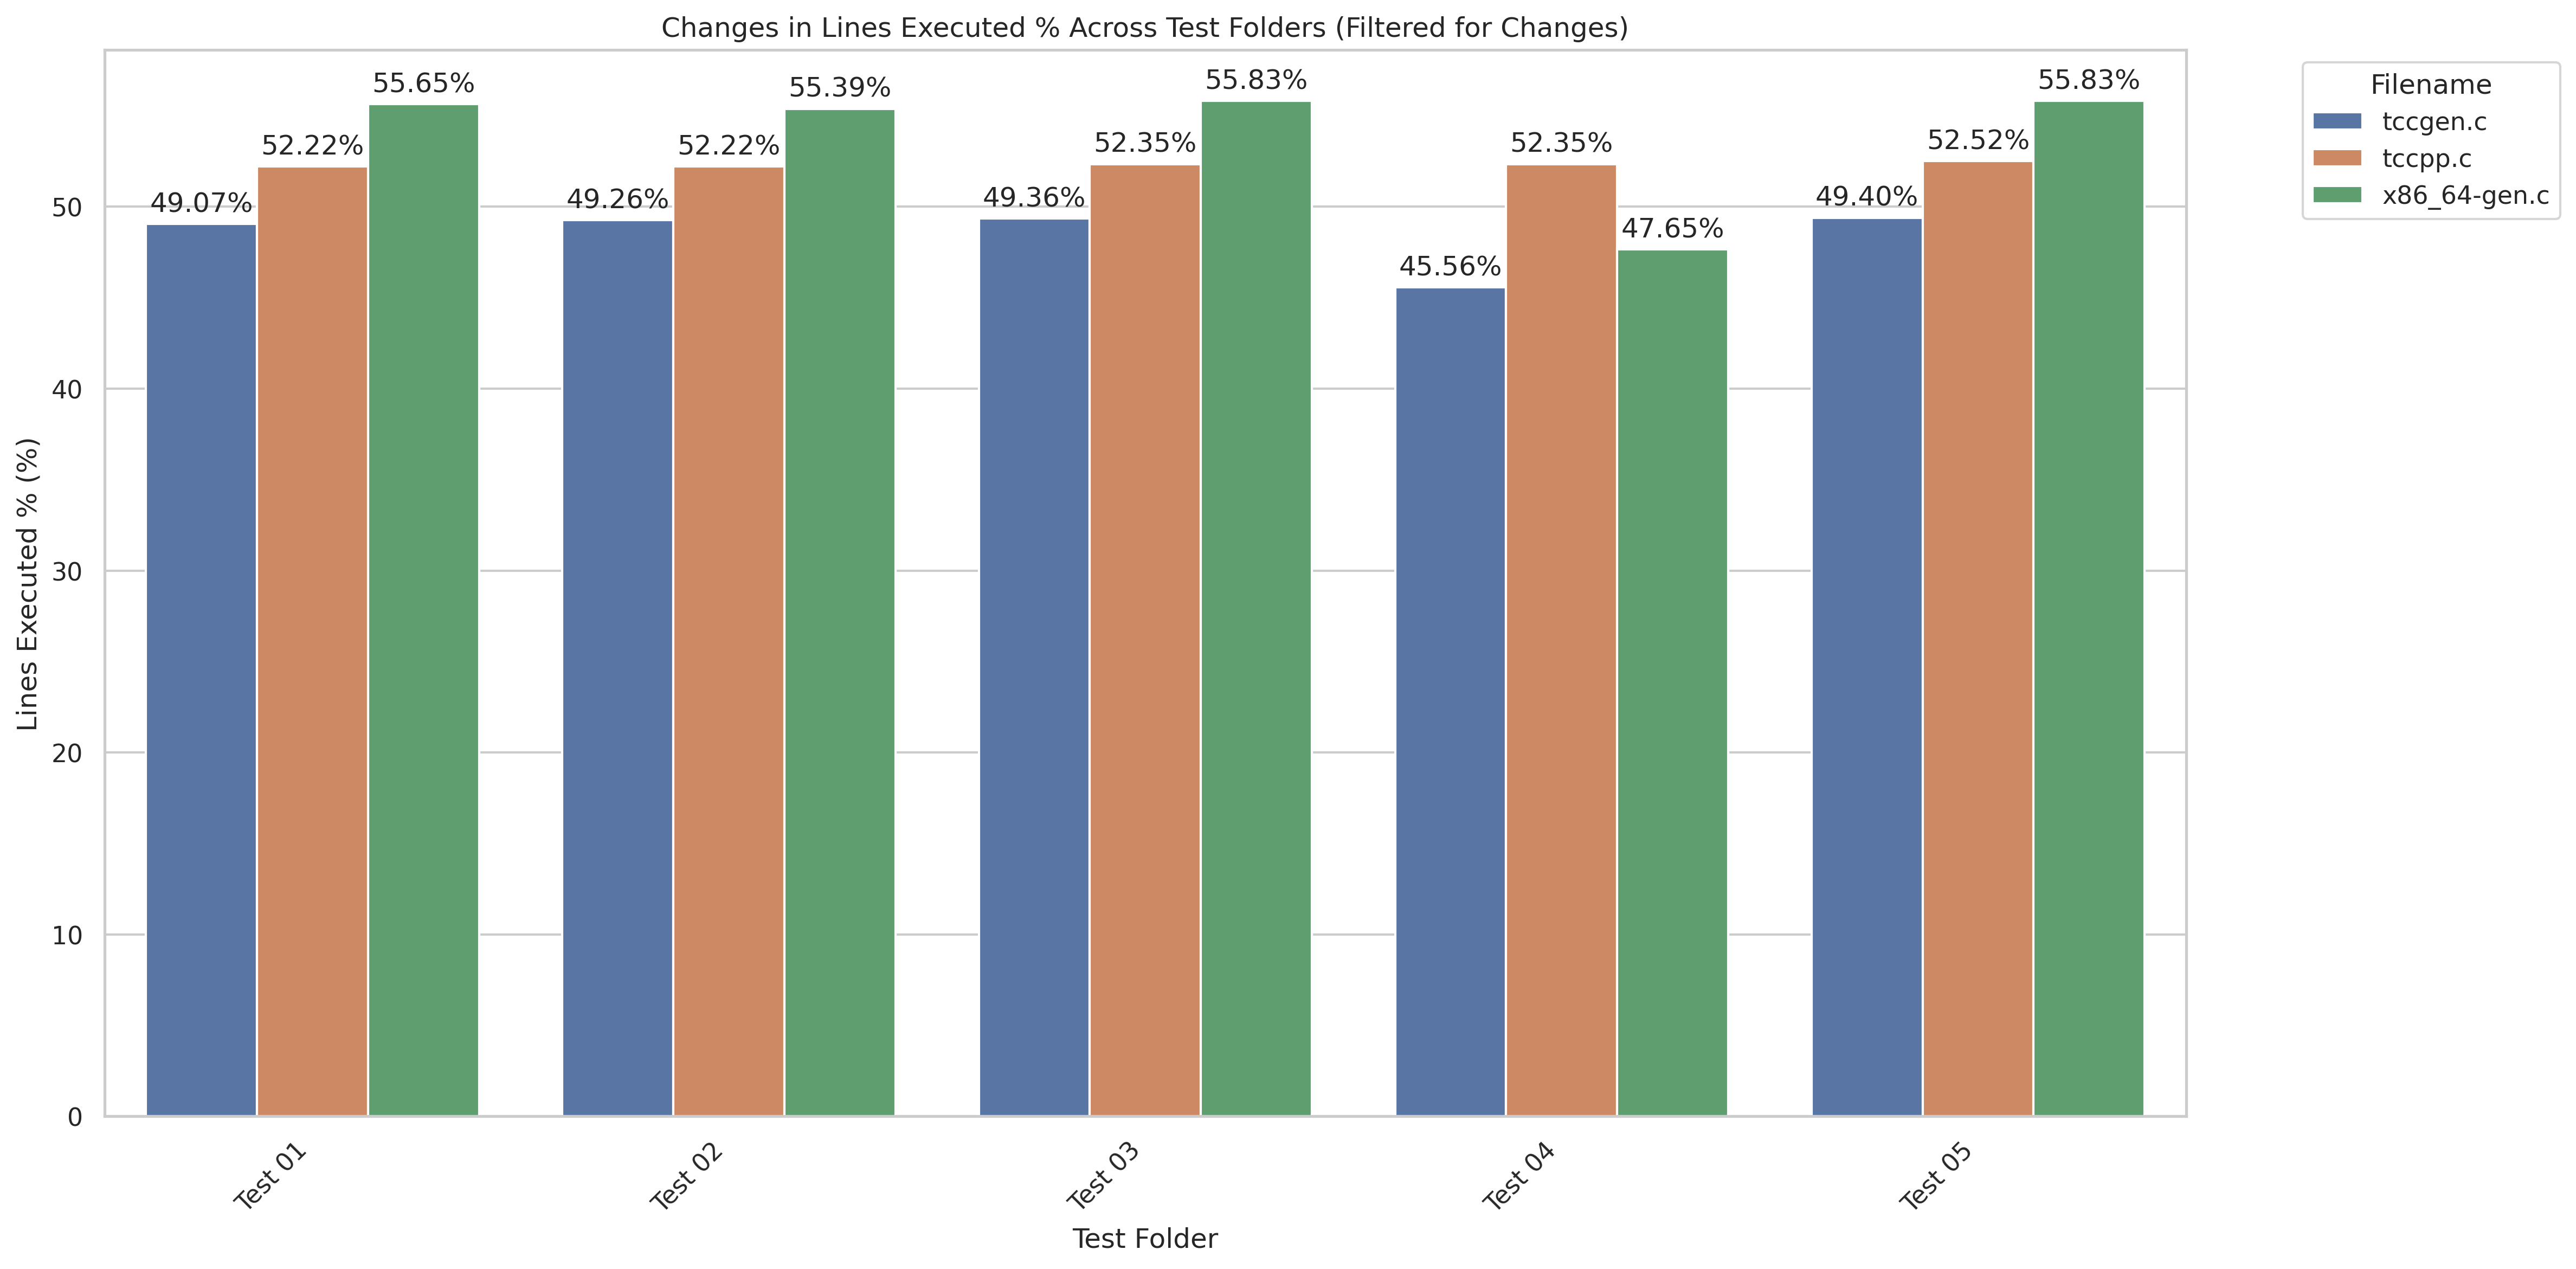 Changes in Lines Executed % Across Test Folders (Filtered for Changes)
Filename
tccgen.c
tccpp.c
x86_64-gen.c
Lines Executed % (%)
50
40
30
20
10
0
49.07%
52.22%
55.65%
49.26%
52.22%
55.39%
49.36%
52.35%
55.83%
45.56%
52.35%
47.65%
49.40%
52.52%
55.83%
Test 01
Test 02
Test 03
Test 04
Test 05
Test Folder